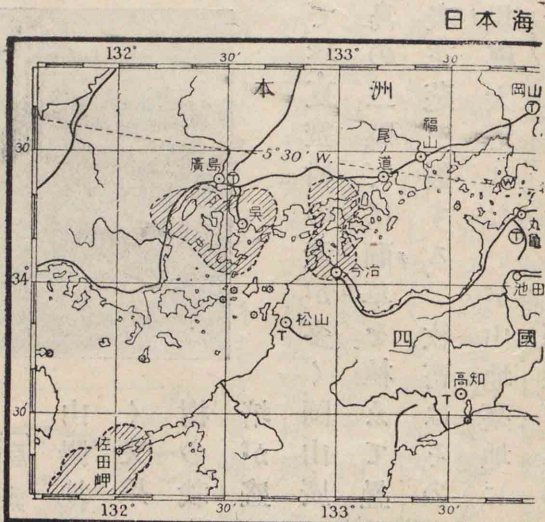 日本海
132° 30' 133° 30'
本洲
岡山
T
福山
尾道
30'
5°30' W.
廣島
T
W
呉
丸亀
T
今治
34°
池田
松山
T
四國
高知
T
30'
佐田岬
132° 30' 133° 30'